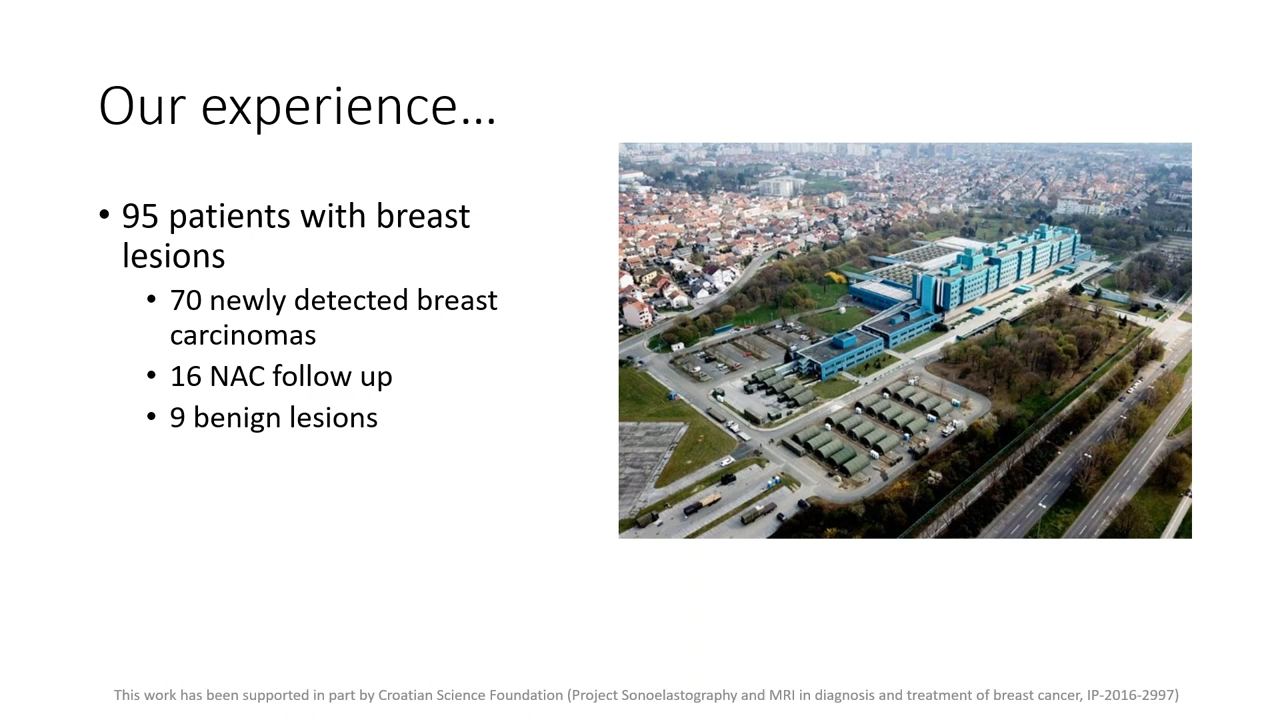 Our experience…
• 95 patients with breast
lesions
• 70 newly detected breast
carcinomas
• 16 NAC follow up
• 9 benign lesions
This work has been supported in part by Croatian Science Foundation (Project Sonoelastography and MRI in diagnosis and treatment of breast cancer, IP-2016-2997)